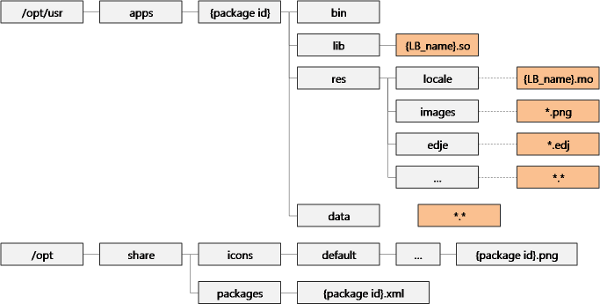 /opt/usr apps {package id} bin
lib {LB_name}.so
res locale {LB_name}.mo
images *.png
edje *.edj
... *.*
data *.*
/opt share icons default ... {package id}.png
packages {package id}.xml